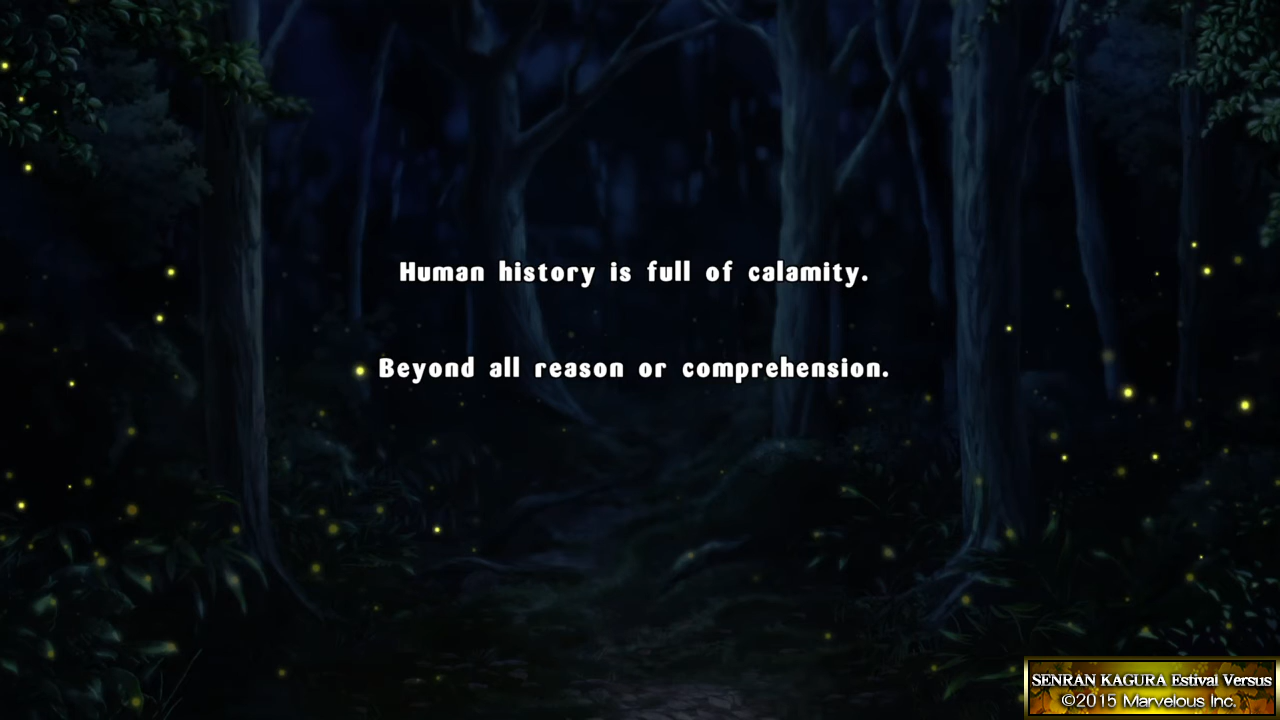 Human history is full of calamity.
Beyond all reason or comprehension.
SENRAN KAGURA Estival Versus
©2015 Marvelous Inc.